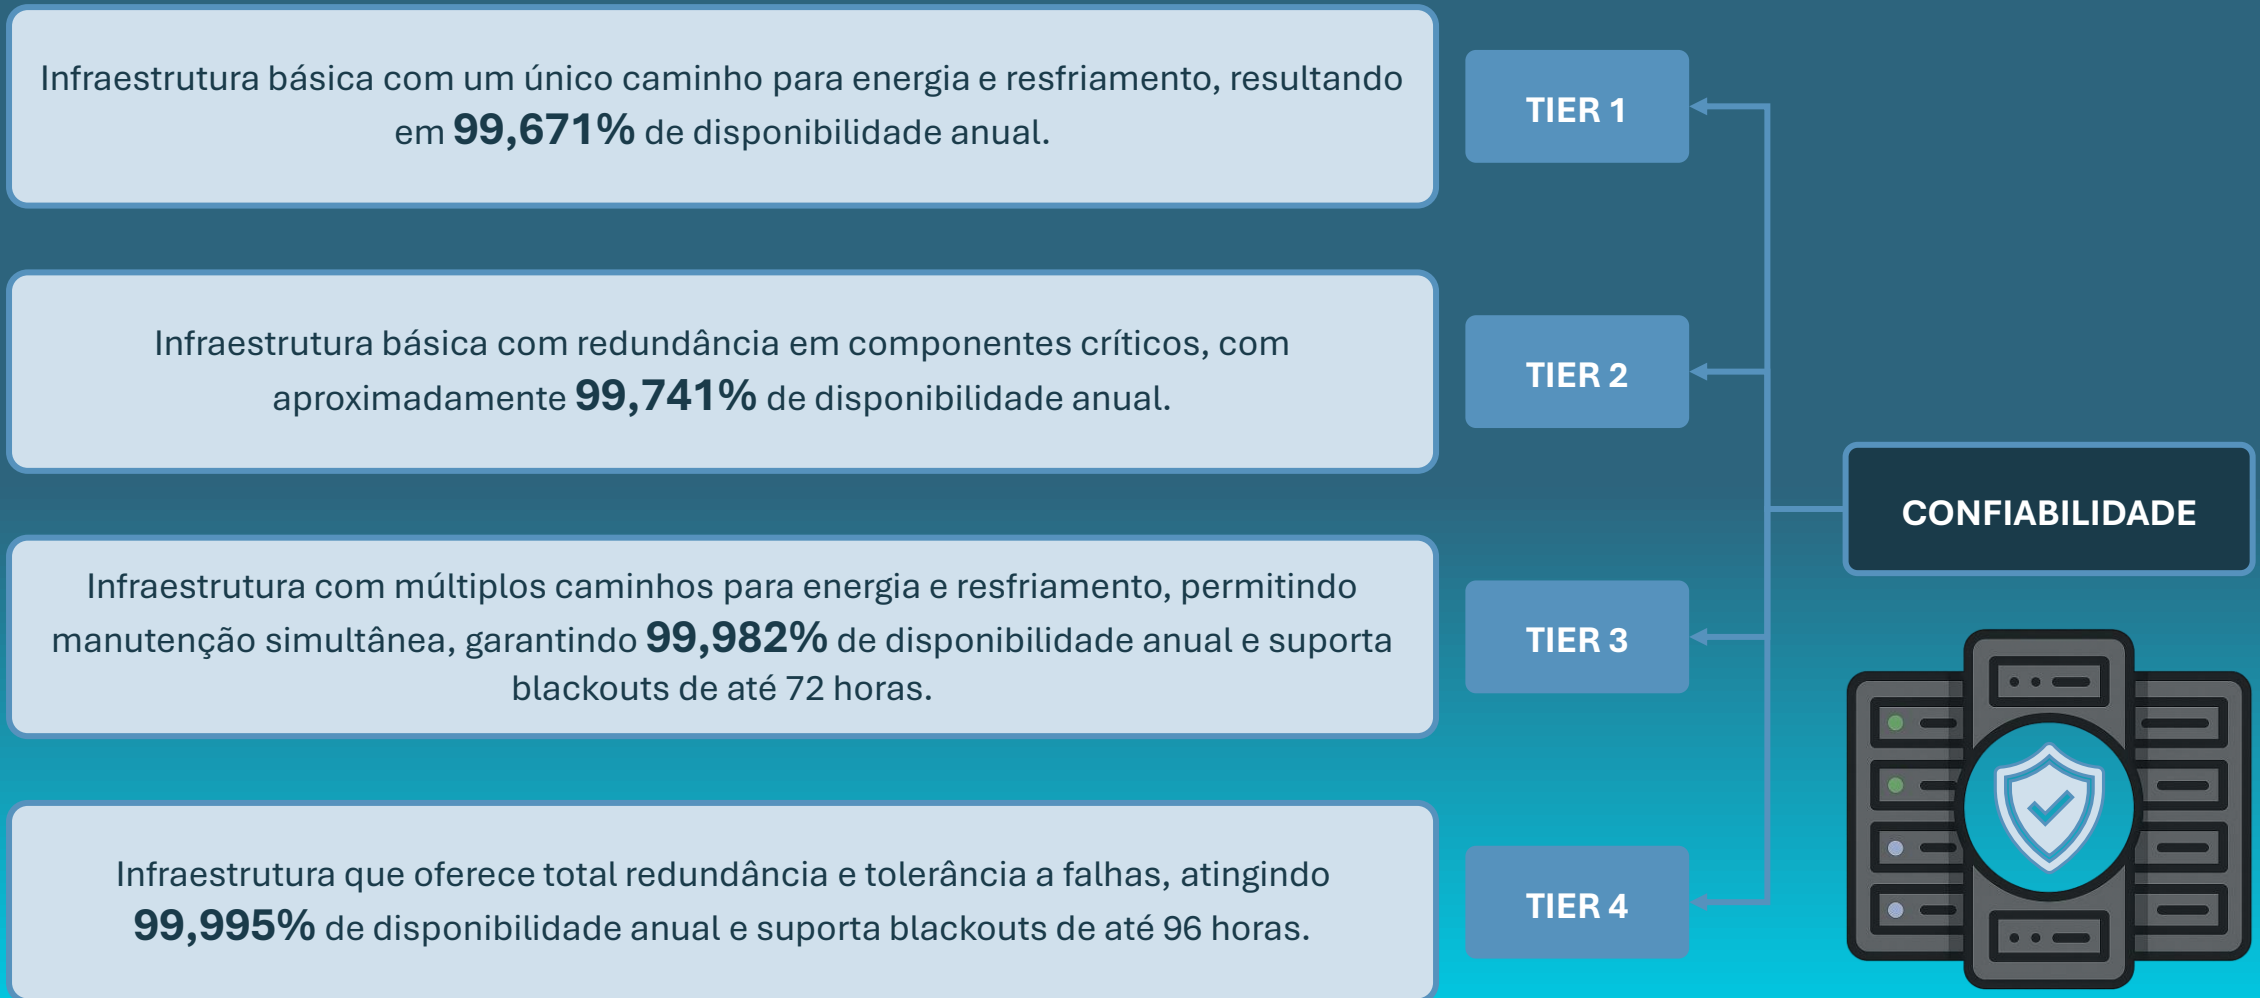 Infraestrutura básica com um único caminho para energia e resfriamento, resultando
em 99,671% de disponibilidade anual.
TIER 1
Infraestrutura básica com redundância em componentes críticos, com
aproximadamente 99,741% de disponibilidade anual.
TIER 2
CONFIABILIDADE
Infraestrutura com múltiplos caminhos para energia e resfriamento, permitindo
manutenção simultânea, garantindo 99,982% de disponibilidade anual e suporta
blackouts de até 72 horas.
TIER 3
Infraestrutura que oferece total redundância e tolerância a falhas, atingindo
99,995% de disponibilidade anual e suporta blackouts de até 96 horas.
TIER 4